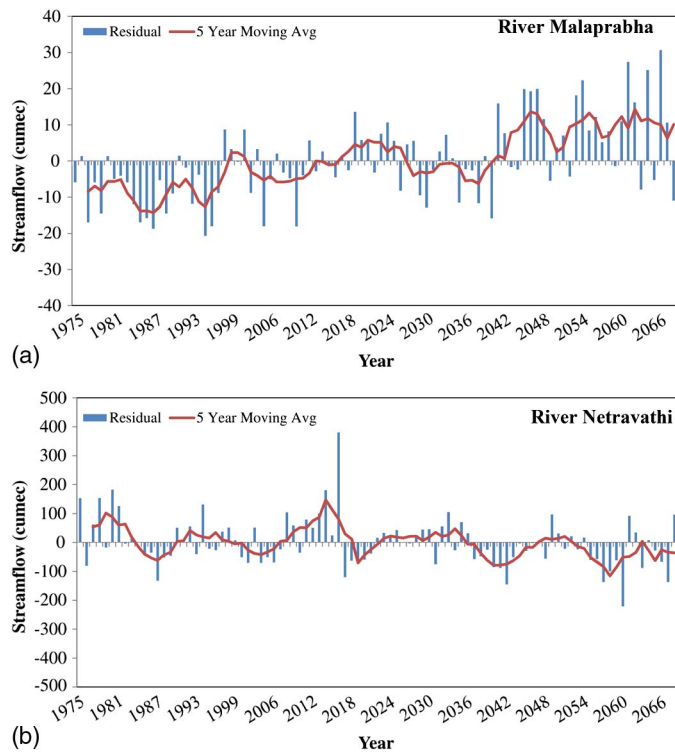 River Malaprabha
Residual 5 Year Moving Avg
Streamflow (cumec)
40
30
20
10
0
-10
-20
-30
-40
1975 1981 1987 1993 1999 2006 2012 2018 2024 2030 2036 2042 2048 2054 2060 2066
Year
(a)
River Netravathi
Residual 5 Year Moving Avg
Streamflow (cumec)
500
400
300
200
100
0
-100
-200
-300
-400
-500
1975 1981 1987 1993 1999 2006 2012 2018 2024 2030 2036 2042 2048 2054 2060 2066
Year
(b)